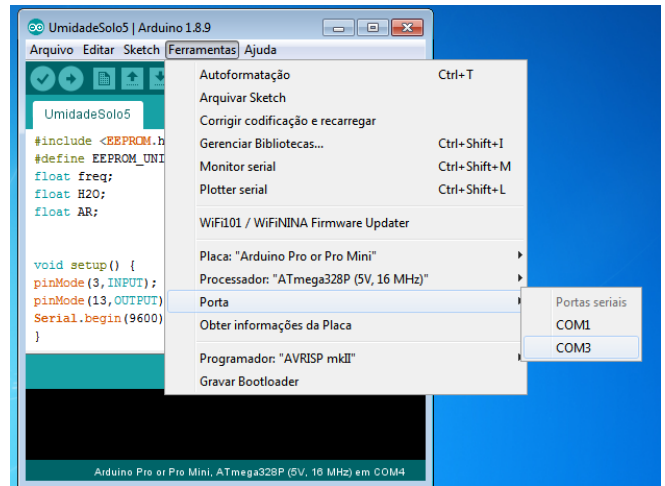 UmidadeSolo5 | Arduino 1.8.9
Arquivo Editar Sketch Ferramentas Ajuda
UmidadeSolo5
#include <EEPROM.h
#define EEPROM_UNI
float freq;
float H2O;
float AR;
void setup() {
pinMode(3,INPUT);
pinMode(13,OUTPUT)
Serial.begin(9600)
}
Autoformatação Ctrl+T
Arquivar Sketch
Corrigir codificação e recarregar
Gerenciar Bibliotecas... Ctrl+Shift+I
Monitor serial Ctrl+Shift+M
Plotter serial Ctrl+Shift+L
WiFi101 / WiFiNINA Firmware Updater
Placa: "Arduino Pro or Pro Mini"
Processador: "ATmega328P (5V, 16 MHz)"
Porta
Obter informações da Placa
Programador: "AVRISP mkII"
Gravar Bootloader
Portas seriais
COM1
COM3
Arduino Pro or Pro Mini, ATmega328P (5V, 16 MHz) em COM4